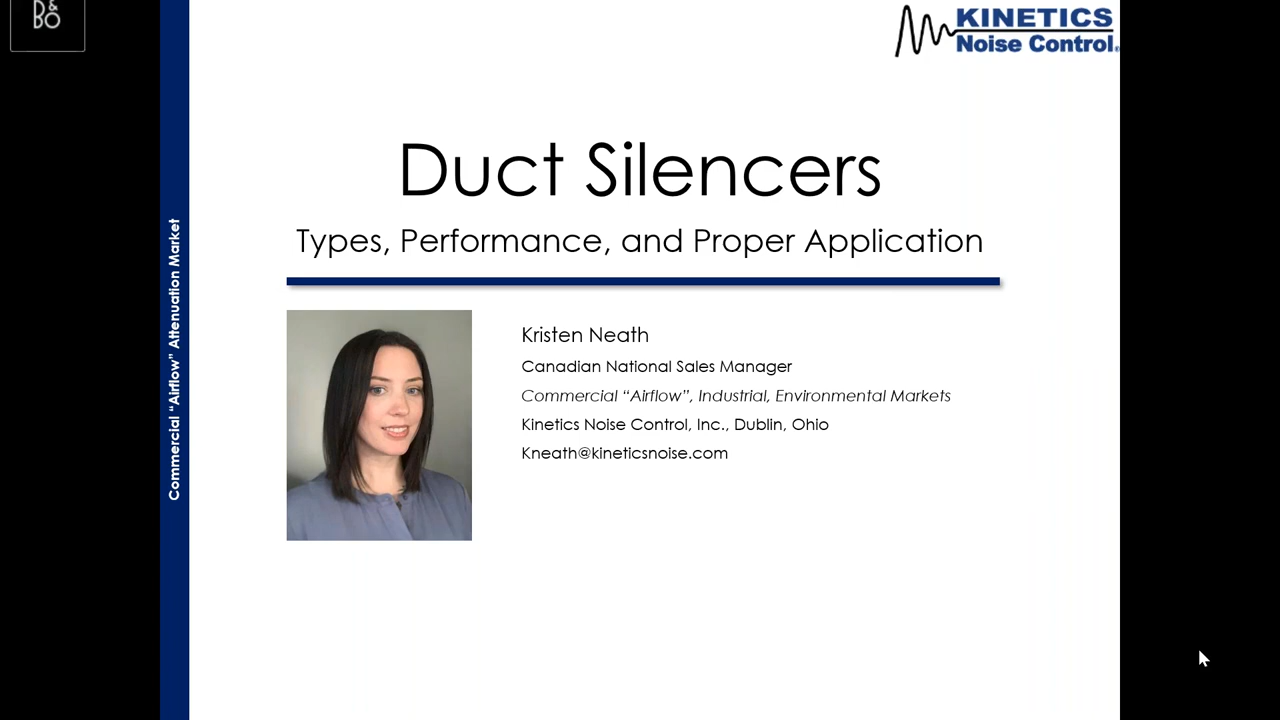 B&
BO
KINETICS
Noise Control®
Duct Silencers
Types, Performance, and Proper Application
Commercial “Airflow” Attenuation Market
Kristen Neath
Canadian National Sales Manager
Commercial “Airflow”, Industrial, Environmental Markets
Kinetics Noise Control, Inc., Dublin, Ohio
Kneath@kineticsnoise.com